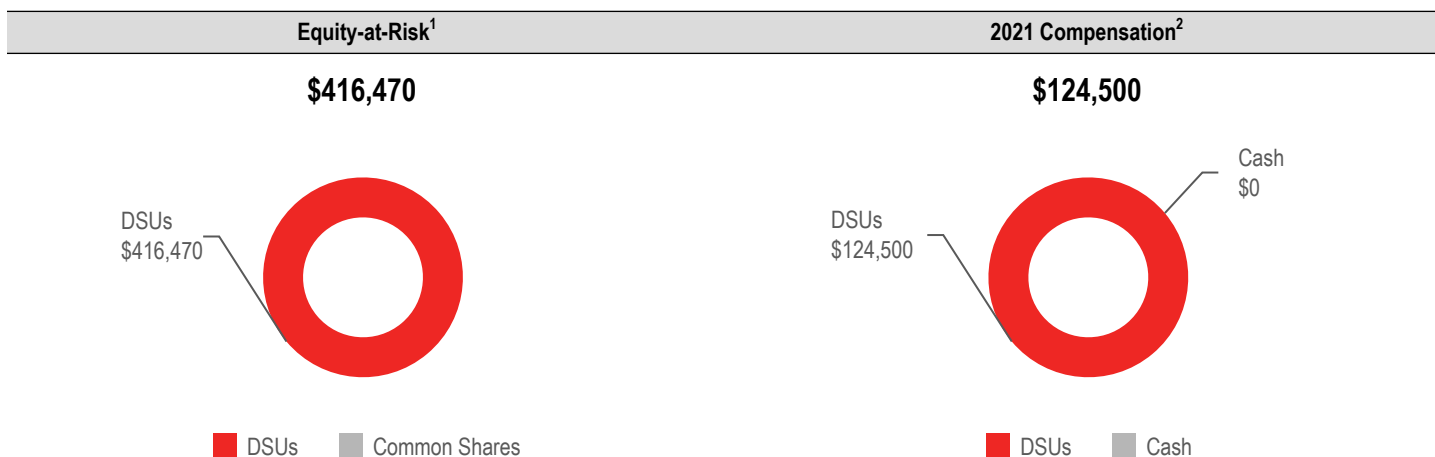 Equity-at-Risk1
2021 Compensation2
$416,470
$124,500
DSUs
$416,470
Cash
$0
DSUs
$124,500
DSUs
Common Shares
DSUs
Cash